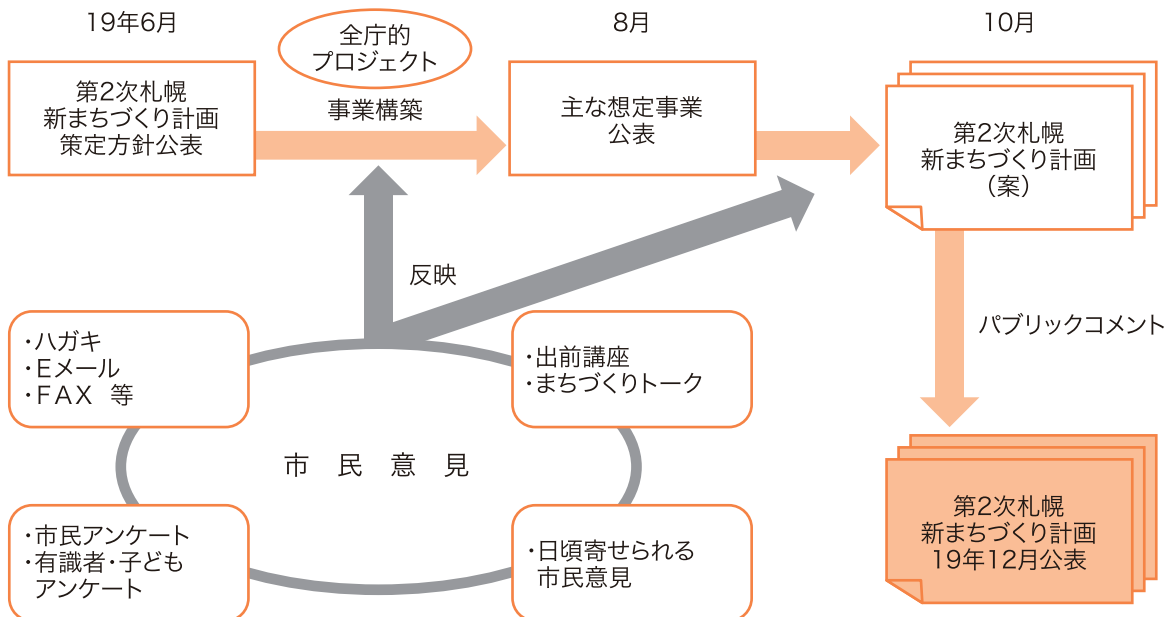 19年6月
全庁的
プロジェクト
8月
10月
第2次札幌
新まちづくり計画
策定方針公表
事業構築
主な想定事業
公表
第2次札幌
新まちづくり計画
（案）
反映
パブリックコメント
・ハガキ
・Eメール
・FAX 等
・出前講座
・まちづくりトーク
市 民 意 見
・市民アンケート
・有識者・子ども
アンケート
・日頃寄せられる
市民意見
第2次札幌
新まちづくり計画
19年12月公表